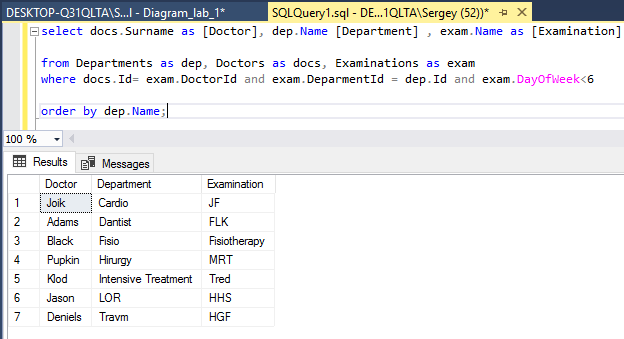 DESKTOP-Q31QLTA\S...l - Diagram_lab_1* SQLQuery1.sql - DE...1QLTA\Sergey (52))*
select docs.Surname as [Doctor], dep.Name [Department] , exam.Name as [Examination]
from Departments as dep, Doctors as docs, Examinations as exam
where docs.Id= exam.DoctorId and exam.DeparmentId = dep.Id and exam.DayOfWeek<6
order by dep.Name;
100 %
Results Messages
Doctor Department Examination
1 Joik Cardio JF
2 Adams Dantist FLK
3 Black Fisio Fisiotherapy
4 Pupkin Hirurgy MRT
5 Klod Intensive Treatment Tred
6 Jason LOR HHS
7 Deniels Travm HGF